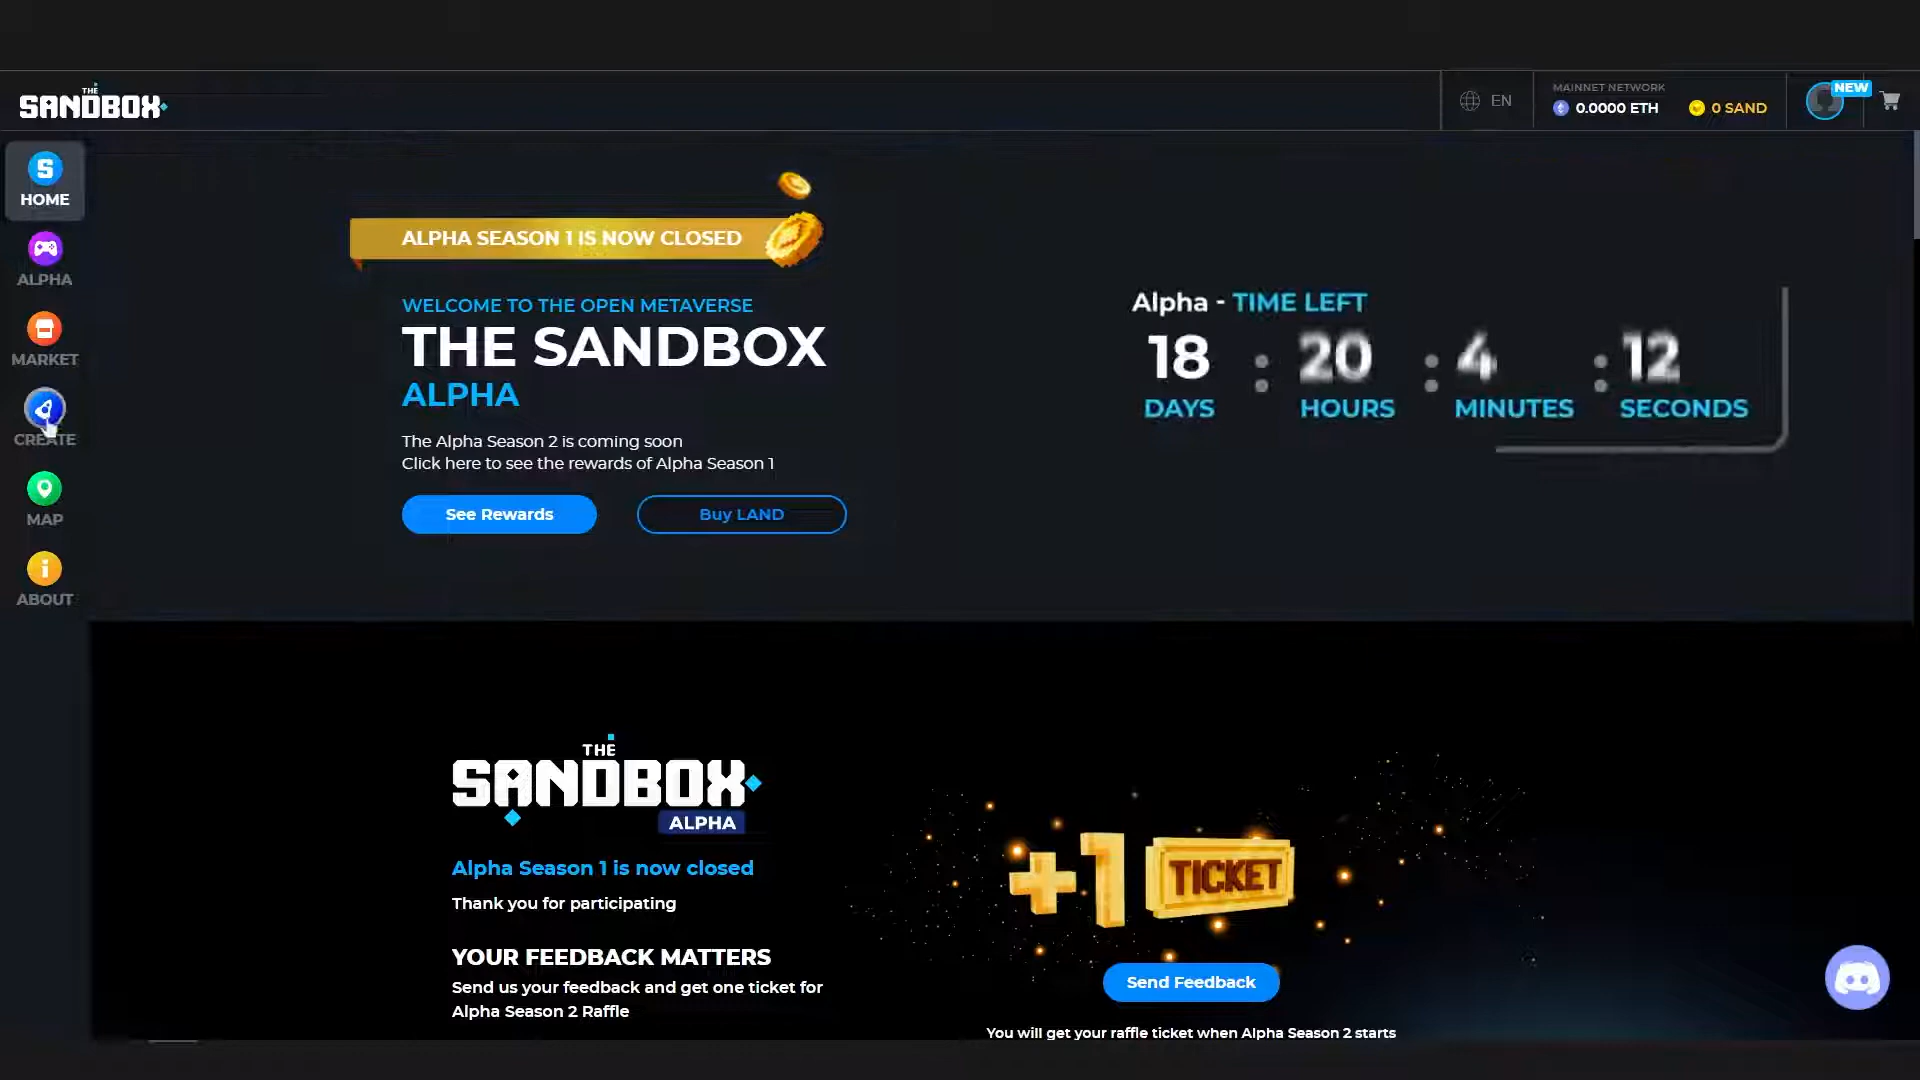 THE
SANDBOX
EN
MAINNET NETWORK
0.0000 ETH
0 SAND
NEW
S
HOME
ALPHA
MARKET
CREATE
MAP
ABOUT
ALPHA SEASON 1 IS NOW CLOSED
WELCOME TO THE OPEN METAVERSE
THE SANDBOX
ALPHA
The Alpha Season 2 is coming soon
Click here to see the rewards of Alpha Season 1
See Rewards
Buy LAND
Alpha - TIME LEFT
18 : 20 : 4 : 12
DAYS HOURS MINUTES SECONDS
THE
SANDBOX
ALPHA
Alpha Season 1 is now closed
Thank you for participating
YOUR FEEDBACK MATTERS
Send us your feedback and get one ticket for
Alpha Season 2 Raffle
+1 TICKET
Send Feedback
You will get your raffle ticket when Alpha Season 2 starts